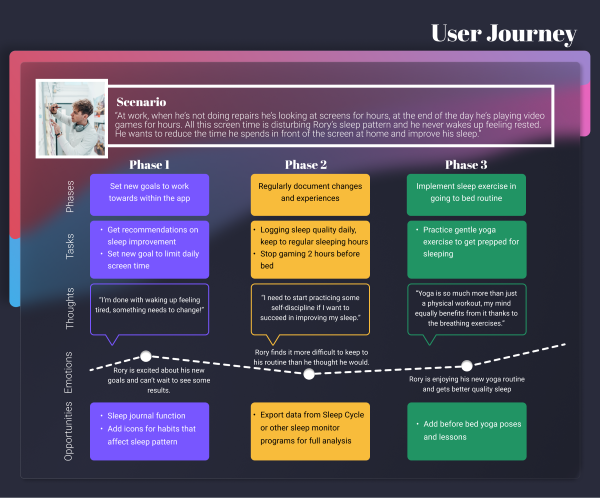 User Journey
Scenario
"At work, when he's not doing repairs he's looking at screens for hours, at the end of the day he's playing video
games for hours. All this screen time is disturbing Rory's sleep pattern and he never wakes up feeling rested.
He wants to reduce the time he spends in front of the screen at home and improve his sleep."
Phase 1
Phase 2
Phase 3
Phases
Set new goals to work
towards within the app
Regularly document changes
and experiences
Implement sleep exercise in
going to bed routine
Tasks
• Get recommendations on
sleep improvement
• Set new goal to limit daily
screen time
• Logging sleep quality daily,
keep to regular sleeping hours
• Stop gaming 2 hours before
bed
• Practice gentle yoga
exercise to get prepped for
sleeping
Thoughts
"I'm done with waking up feeling
tired, something needs to change!"
"I need to start practicing some
self-discipline if I want to
succeed in improving my sleep."
"Yoga is so much more than just
a physical workout, my mind
equally benefits from it thanks to
the breathing exercises."
Emotions
Rory is excited about his new
goals and can't wait to see some
results.
Rory finds it more difficult to keep to
his routine than he thought he would.
Rory is enjoying his new yoga routine
and gets better quality sleep
Opportunities
• Sleep journal function
• Add icons for habits that
affect sleep pattern
• Export data from Sleep Cycle
or other sleep monitor
programs for full analysis
• Add before bed yoga poses
and lessons